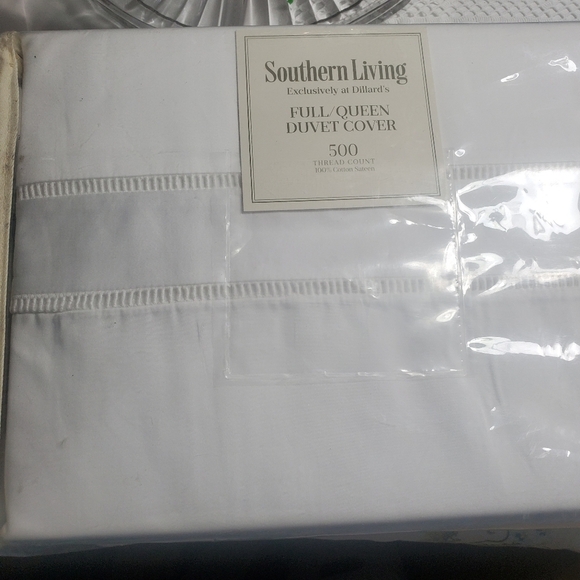 Southern Living
Exclusively at Dillard's
FULL/QUEEN
DUVET COVER
500
THREAD COUNT
100% Cotton Sateen